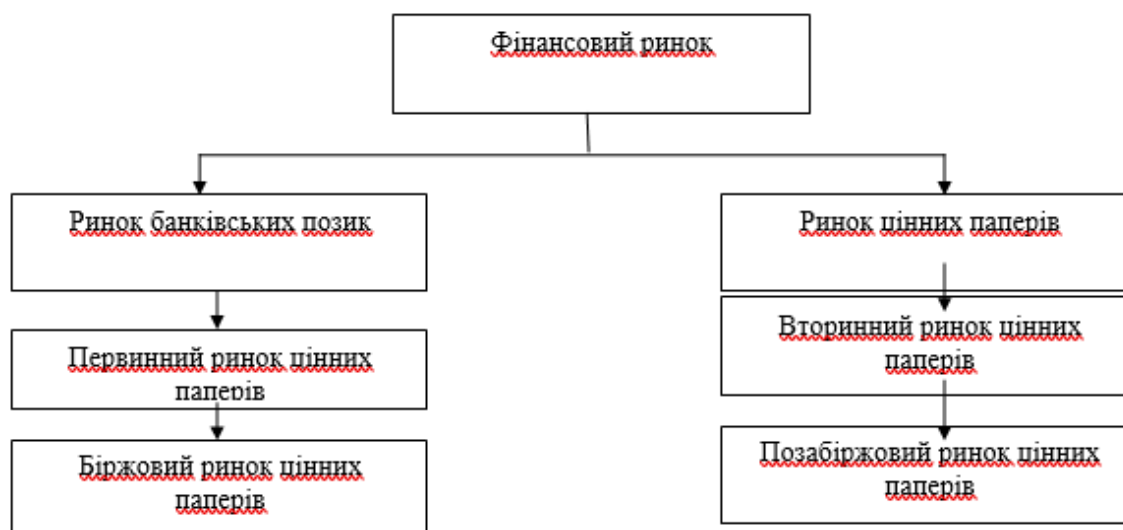 Фінансовий ринок
Ринок банківських позик
Ринок цінних паперів
Первинний ринок цінних
паперів
Вторинний ринок цінних
паперів
Біржовий ринок цінних
паперів
Позабіржовий ринок цінних
паперів